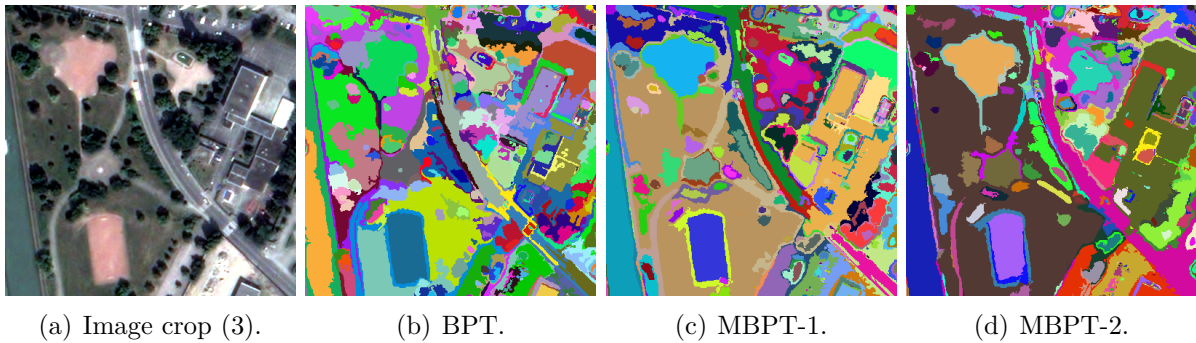 (a) Image crop (3).
(b) BPT.
(c) MBPT-1.
(d) MBPT-2.